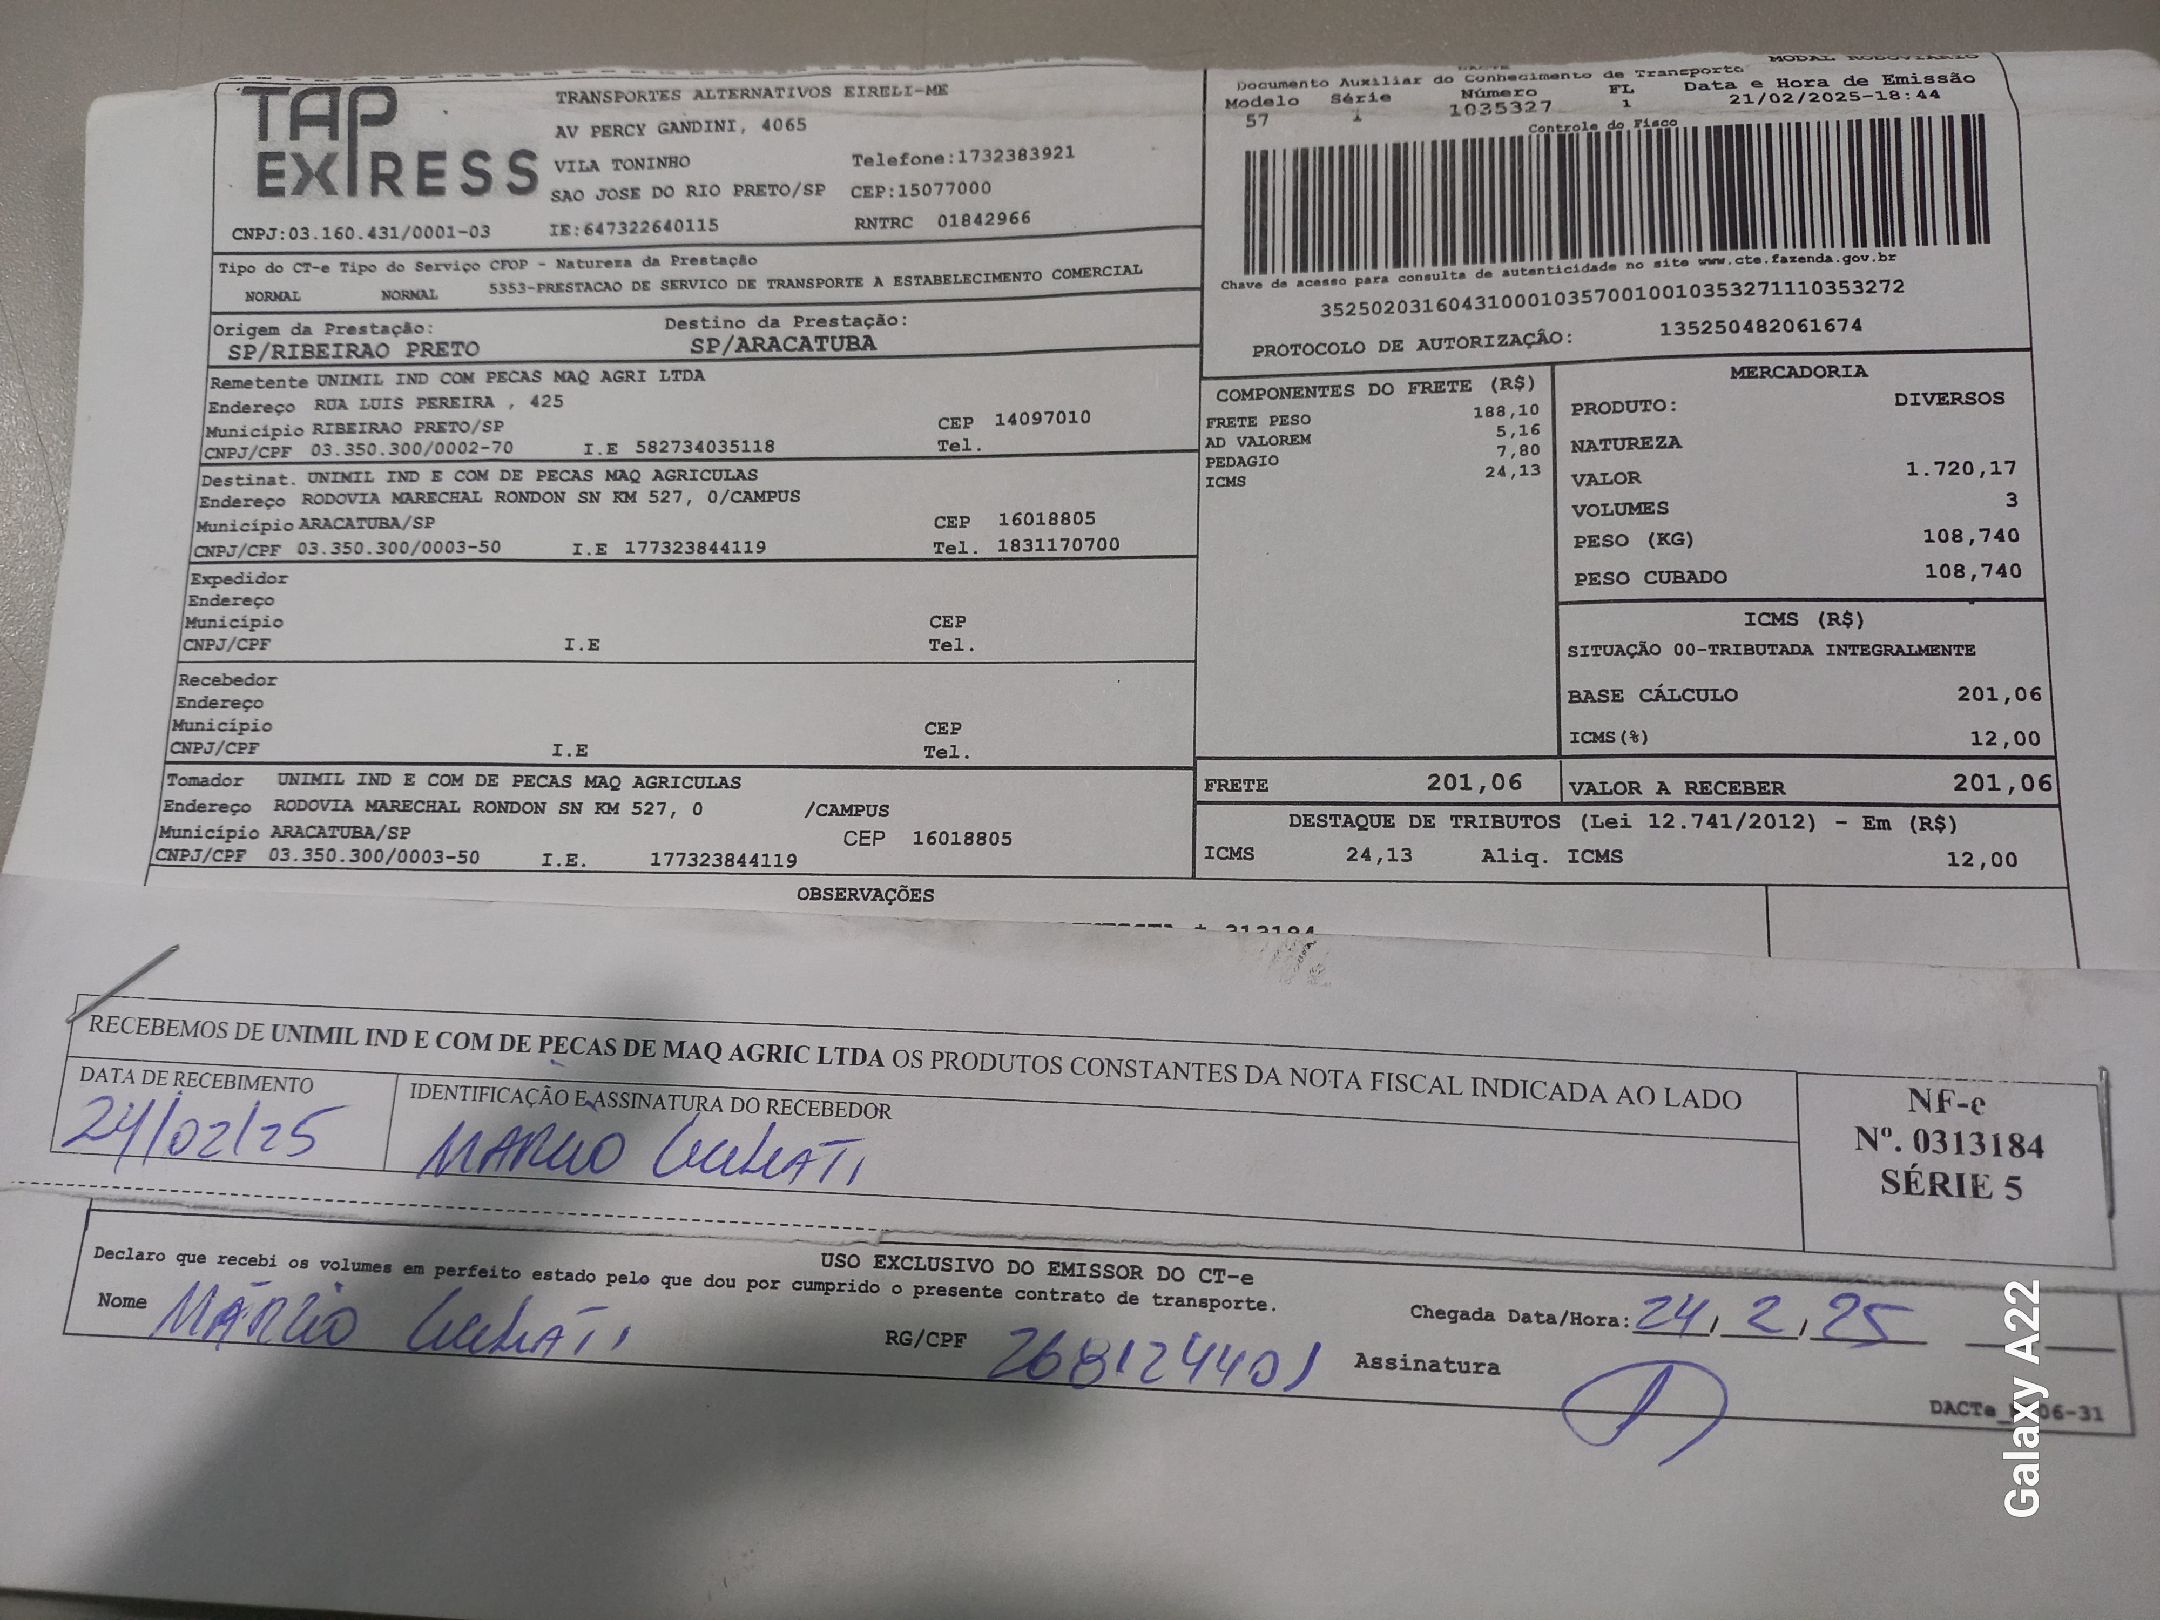 TAP EXPRESS
TRANSPORTES ALTERNATIVOS EIRELI-ME
AV PERCY GANDINI, 4065
VILA TONINHO Telefone:1732383921
SAO JOSE DO RIO PRETO/SP CEP:15077000
CNPJ:03.160.431/0001-03 IE:647322640115 RNTRC 01842966
MODAL RODOVIÁRIO
Documento Auxiliar do Conhecimento de Transporte
Modelo Série Número FL Data e Hora de Emissão
57 1 1035327 1 21/02/2025-18:44
Controle do Fisco
Chave de acesso para consulta de autenticidade no site www.cte.fazenda.gov.br
35250203160431000103570010010353271110353272
PROTOCOLO DE AUTORIZAÇÃO: 135250482061674
Tipo do CT-e Tipo do Serviço CFOP - Natureza da Prestação
NORMAL NORMAL 5353-PRESTACAO DE SERVICO DE TRANSPORTE A ESTABELECIMENTO COMERCIAL
Origem da Prestação: Destino da Prestação:
SP/RIBEIRAO PRETO SP/ARACATUBA
Remetente UNIMIL IND COM PECAS MAQ AGRI LTDA
Endereço RUA LUIS PEREIRA , 425
Município RIBEIRAO PRETO/SP CEP 14097010
CNPJ/CPF 03.350.300/0002-70 I.E 582734035118 Tel.
Destinat. UNIMIL IND E COM DE PECAS MAQ AGRICULAS
Endereço RODOVIA MARECHAL RONDON SN KM 527, 0/CAMPUS
Município ARACATUBA/SP CEP 16018805
CNPJ/CPF 03.350.300/0003-50 I.E 177323844119 Tel. 1831170700
Expedidor
Endereço
Município CEP
CNPJ/CPF I.E Tel.
Recebedor
Endereço
Município CEP
CNPJ/CPF I.E Tel.
Tomador UNIMIL IND E COM DE PECAS MAQ AGRICULAS
Endereço RODOVIA MARECHAL RONDON SN KM 527, 0 /CAMPUS
Município ARACATUBA/SP CEP 16018805
CNPJ/CPF 03.350.300/0003-50 I.E. 177323844119
COMPONENTES DO FRETE (R$)
FRETE PESO 188,10
AD VALOREM 5,16
PEDAGIO 7,80
ICMS 24,13
MERCADORIA
PRODUTO: DIVERSOS
NATUREZA
VALOR 1.720,17
VOLUMES 3
PESO (KG) 108,740
PESO CUBADO 108,740
ICMS (R$)
SITUAÇÃO 00-TRIBUTADA INTEGRALMENTE
BASE CÁLCULO 201,06
ICMS(%) 12,00
FRETE 201,06 VALOR A RECEBER 201,06
DESTAQUE DE TRIBUTOS (Lei 12.741/2012) - Em (R$)
ICMS 24,13 Aliq. ICMS 12,00
OBSERVAÇÕES
313184
RECEBEMOS DE UNIMIL IND E COM DE PECAS DE MAQ AGRIC LTDA OS PRODUTOS CONSTANTES DA NOTA FISCAL INDICADA AO LADO
DATA DE RECEBIMENTO IDENTIFICAÇÃO E ASSINATURA DO RECEBEDOR
24/02/25 MARCIO
NF-e
Nº. 0313184
SÉRIE 5
USO EXCLUSIVO DO EMISSOR DO CT-e
Declaro que recebi os volumes em perfeito estado pelo que dou por cumprido o presente contrato de transporte.
Nome MÁRCIO RG/CPF 268124401 Assinatura
Chegada Data/Hora: 24, 2, 25
06-31
Galaxy A22